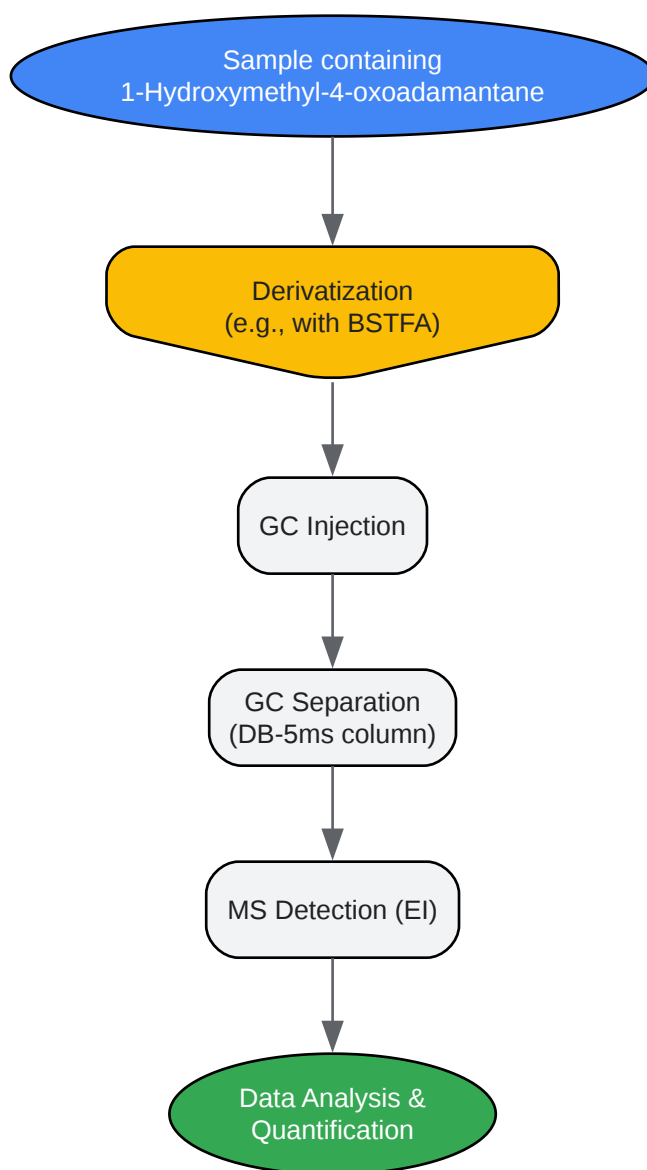 Sample containing
1-Hydroxymethyl-4-oxoadamantane
Derivatization
(e.g., with BSTFA)
GC Injection
GC Separation
(DB-5ms column)
MS Detection (EI)
Data Analysis &
Quantification